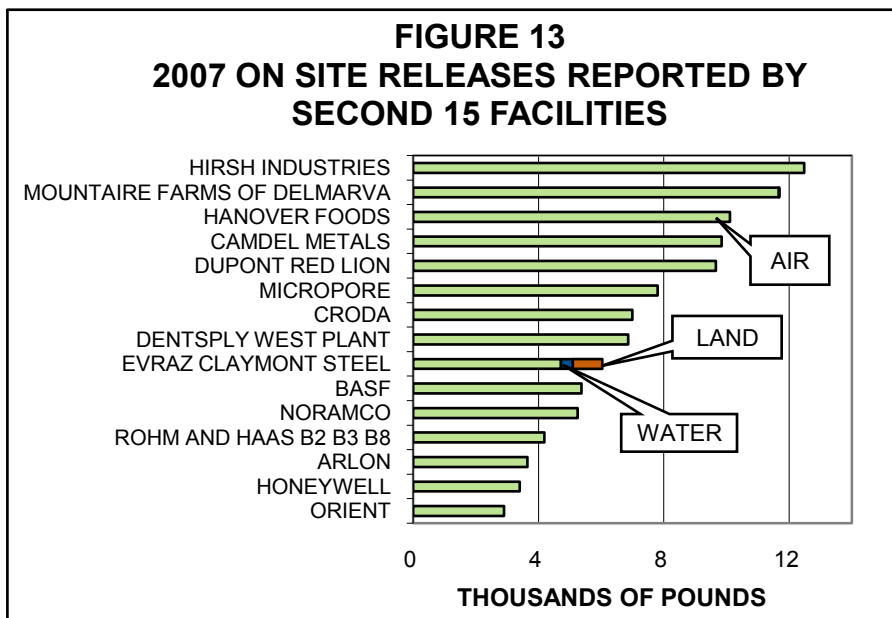 FIGURE 13
2007 ON SITE RELEASES REPORTED BY
SECOND 15 FACILITIES
HIRSH INDUSTRIES
MOUNTAIRE FARMS OF DELMARVA
HANOVER FOODS
CAMDEL METALS
DUPONT RED LION
MICROPORE
CRODA
DENTSPLY WEST PLANT
EVRAZ CLAYMONT STEEL
BASF
NORAMCO
ROHM AND HAAS B2 B3 B8
ARLON
HONEYWELL
ORIENT
AIR
LAND
WATER
0 4 8 12
THOUSANDS OF POUNDS